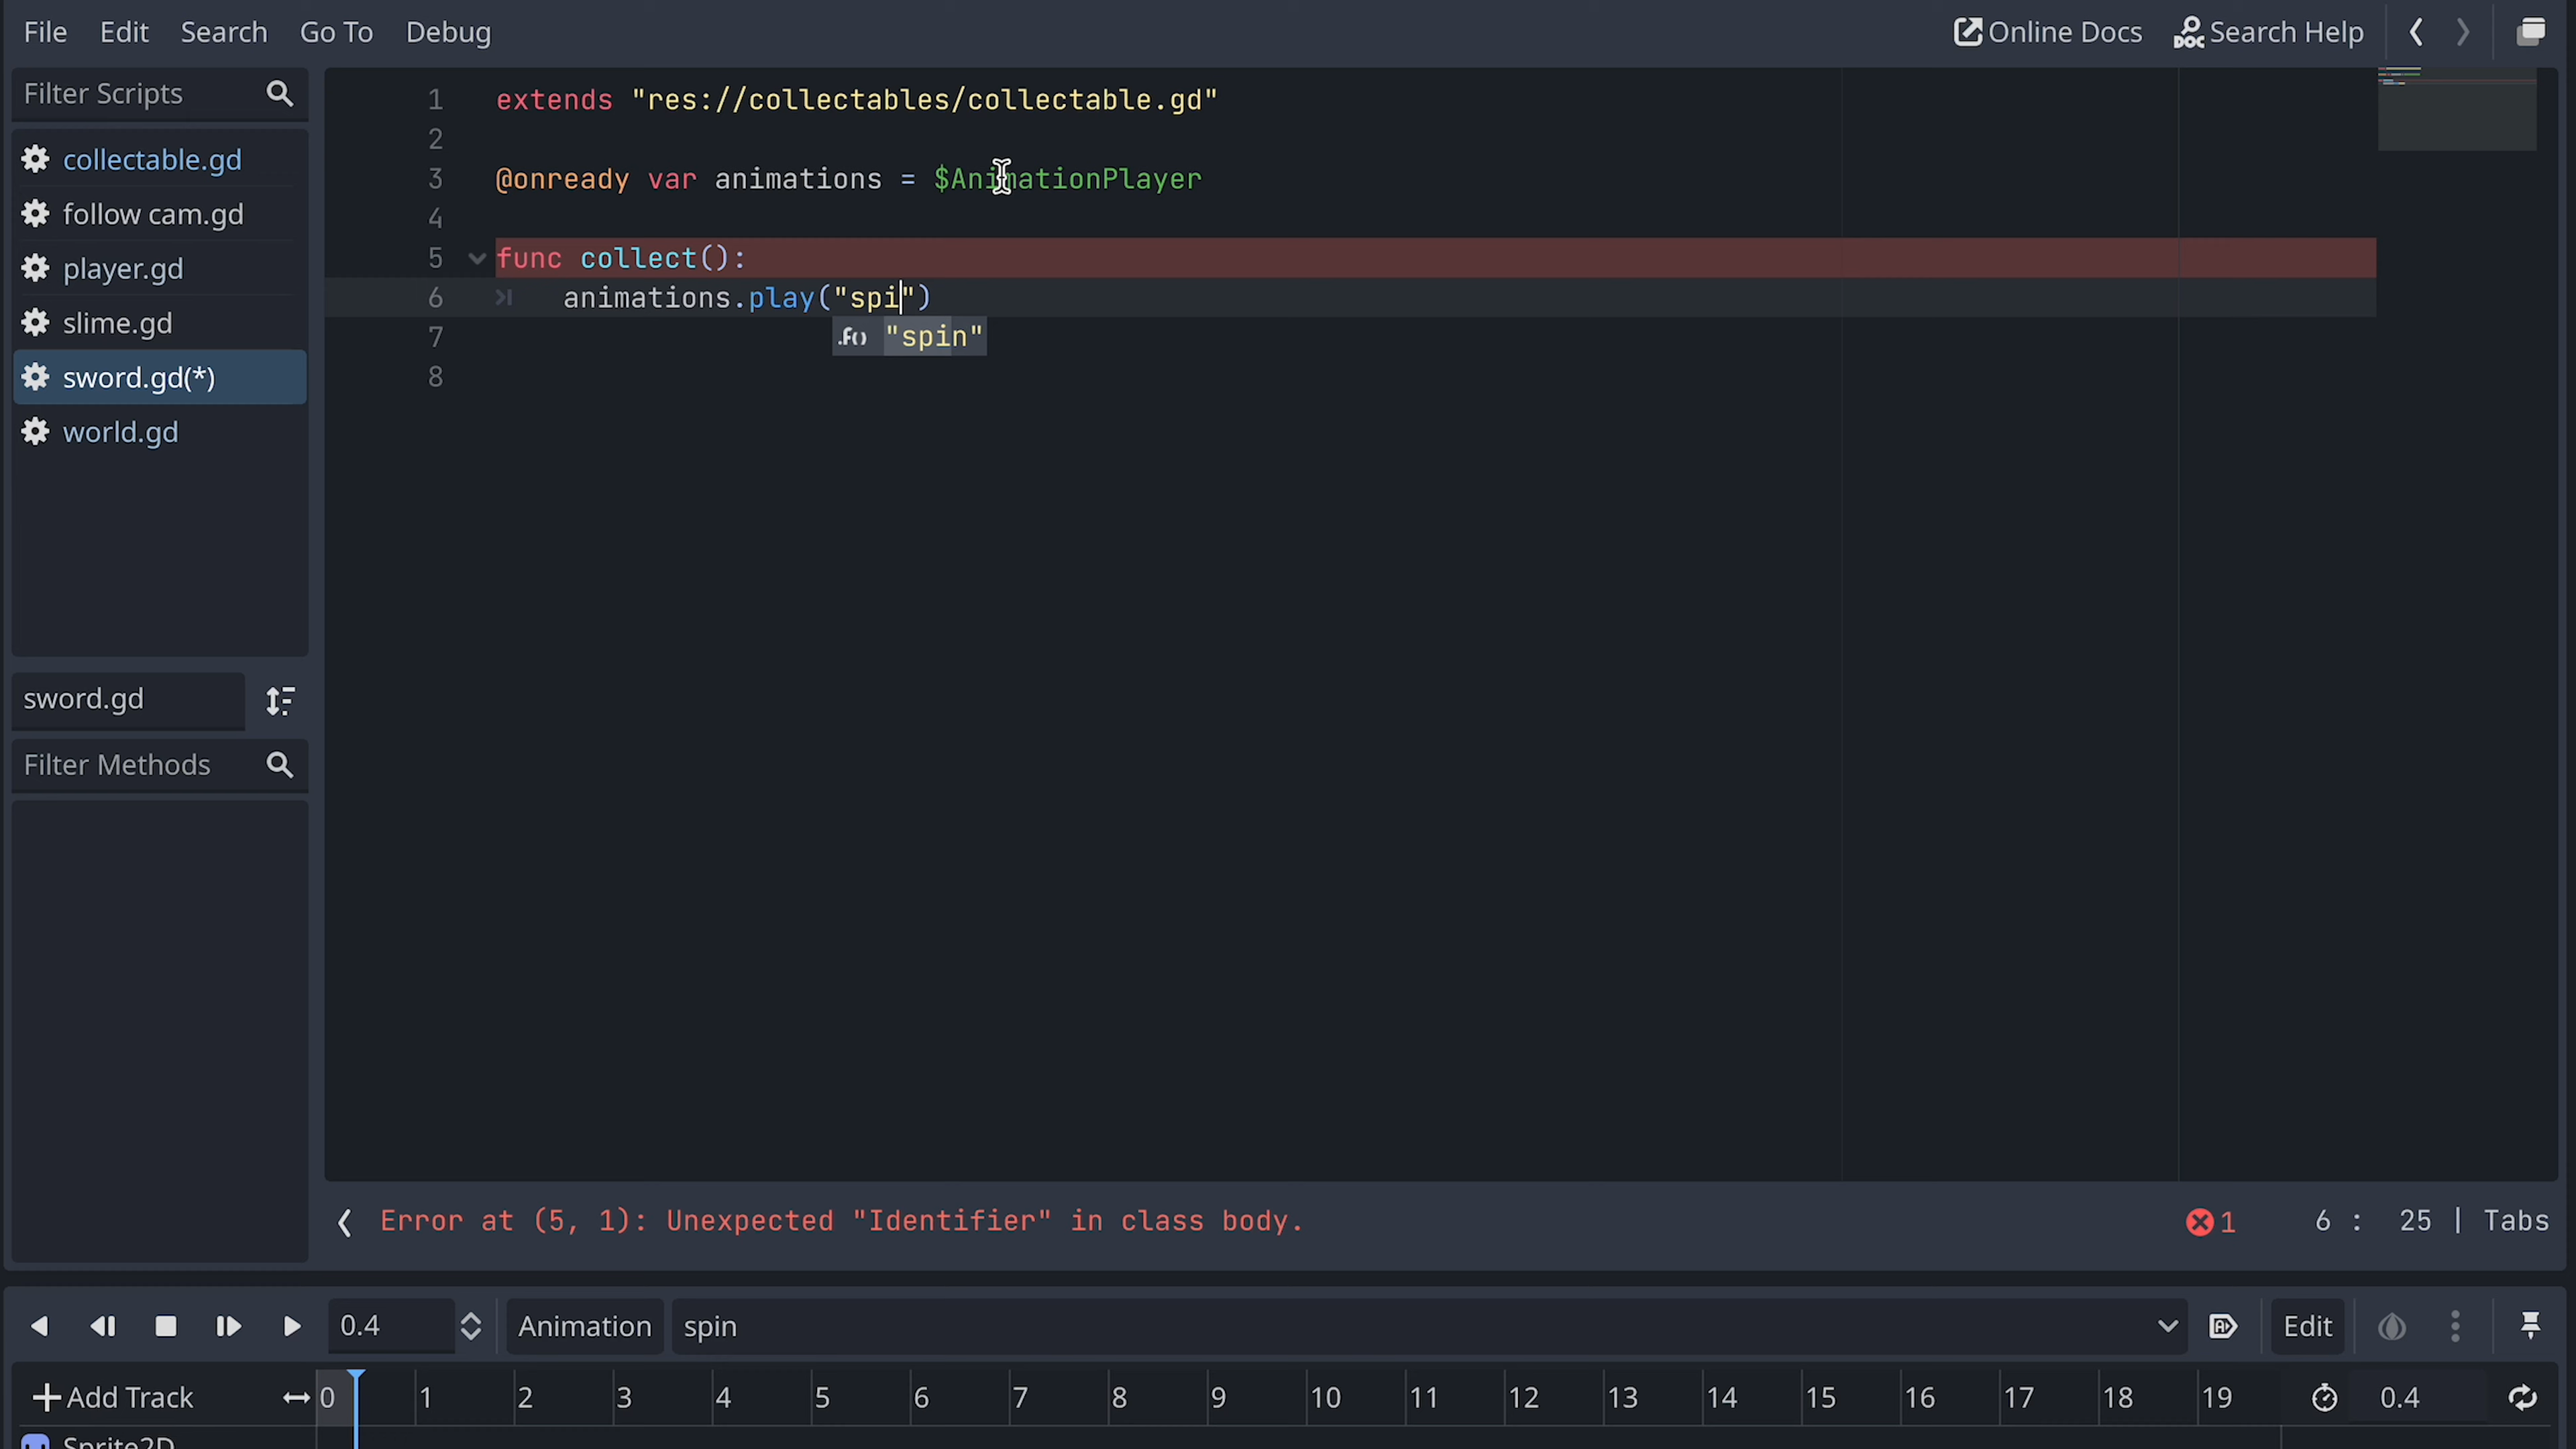 File Edit Search Go To Debug Online Docs DOC Search Help
Filter Scripts
collectable.gd
follow cam.gd
player.gd
slime.gd
sword.gd(*)
world.gd
sword.gd
Filter Methods
1 extends "res://collectables/collectable.gd"
2
3 @onready var animations = $AnimationPlayer
4
5 func collect():
6 animations.play("spi")
7 "spin"
8
Error at (5, 1): Unexpected "Identifier" in class body. 1 6 : 25 | Tabs
0.4 Animation spin Edit
Add Track 0 1 2 3 4 5 6 7 8 9 10 11 12 13 14 15 16 17 18 19 0.4
Sprite2D